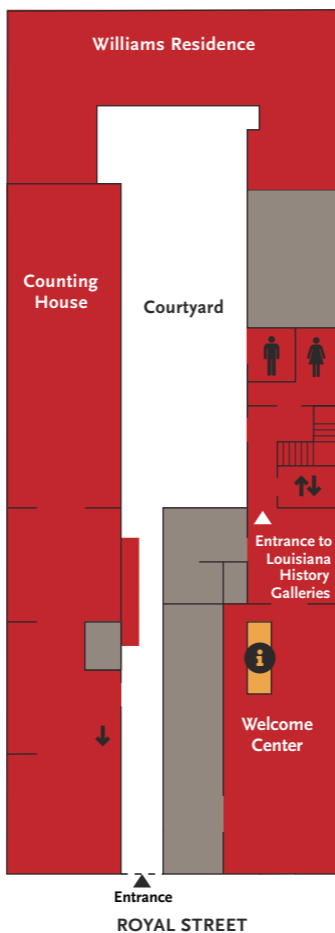 Williams Residence
Counting
House
Courtyard
Entrance to
Louisiana
History
Galleries
i
Welcome
Center
Entrance
ROYAL STREET